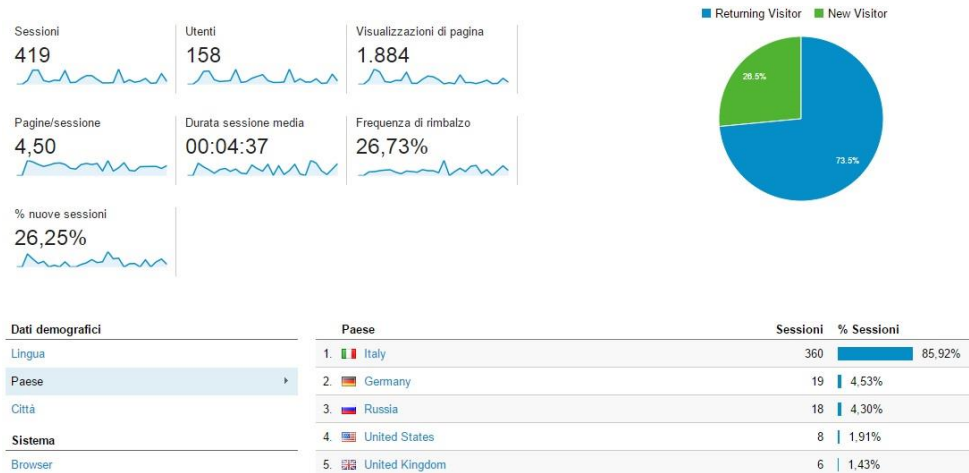 Returning Visitor New Visitor
Sessioni Utenti Visualizzazioni di pagina
419 158 1.884
Pagine/sessione Durata sessione media Frequenza di rimbalzo
4,50 00:04:37 26,73%
% nuove sessioni
26,25%
26.5%
73.5%
Dati demografici
Lingua
Paese
Città
Sistema
Browser
Paese Sessioni % Sessioni
1. Italy 360 85,92%
2. Germany 19 4,53%
3. Russia 18 4,30%
4. United States 8 1,91%
5. United Kingdom 6 1,43%